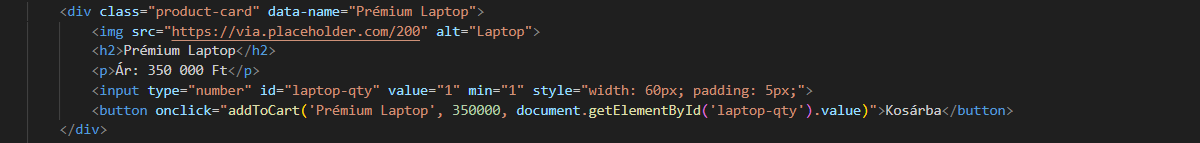 <div class="product-card" data-name="Prémium Laptop">
<img src="https://via.placeholder.com/200" alt="Laptop">
<h2>Prémium Laptop</h2>
<p>Ár: 350 000 Ft</p>
<input type="number" id="laptop-qty" value="1" min="1" style="width: 60px; padding: 5px;">
<button onclick="addToCart('Prémium Laptop', 350000, document.getElementById('laptop-qty').value)">Kosárba</button>
</div>